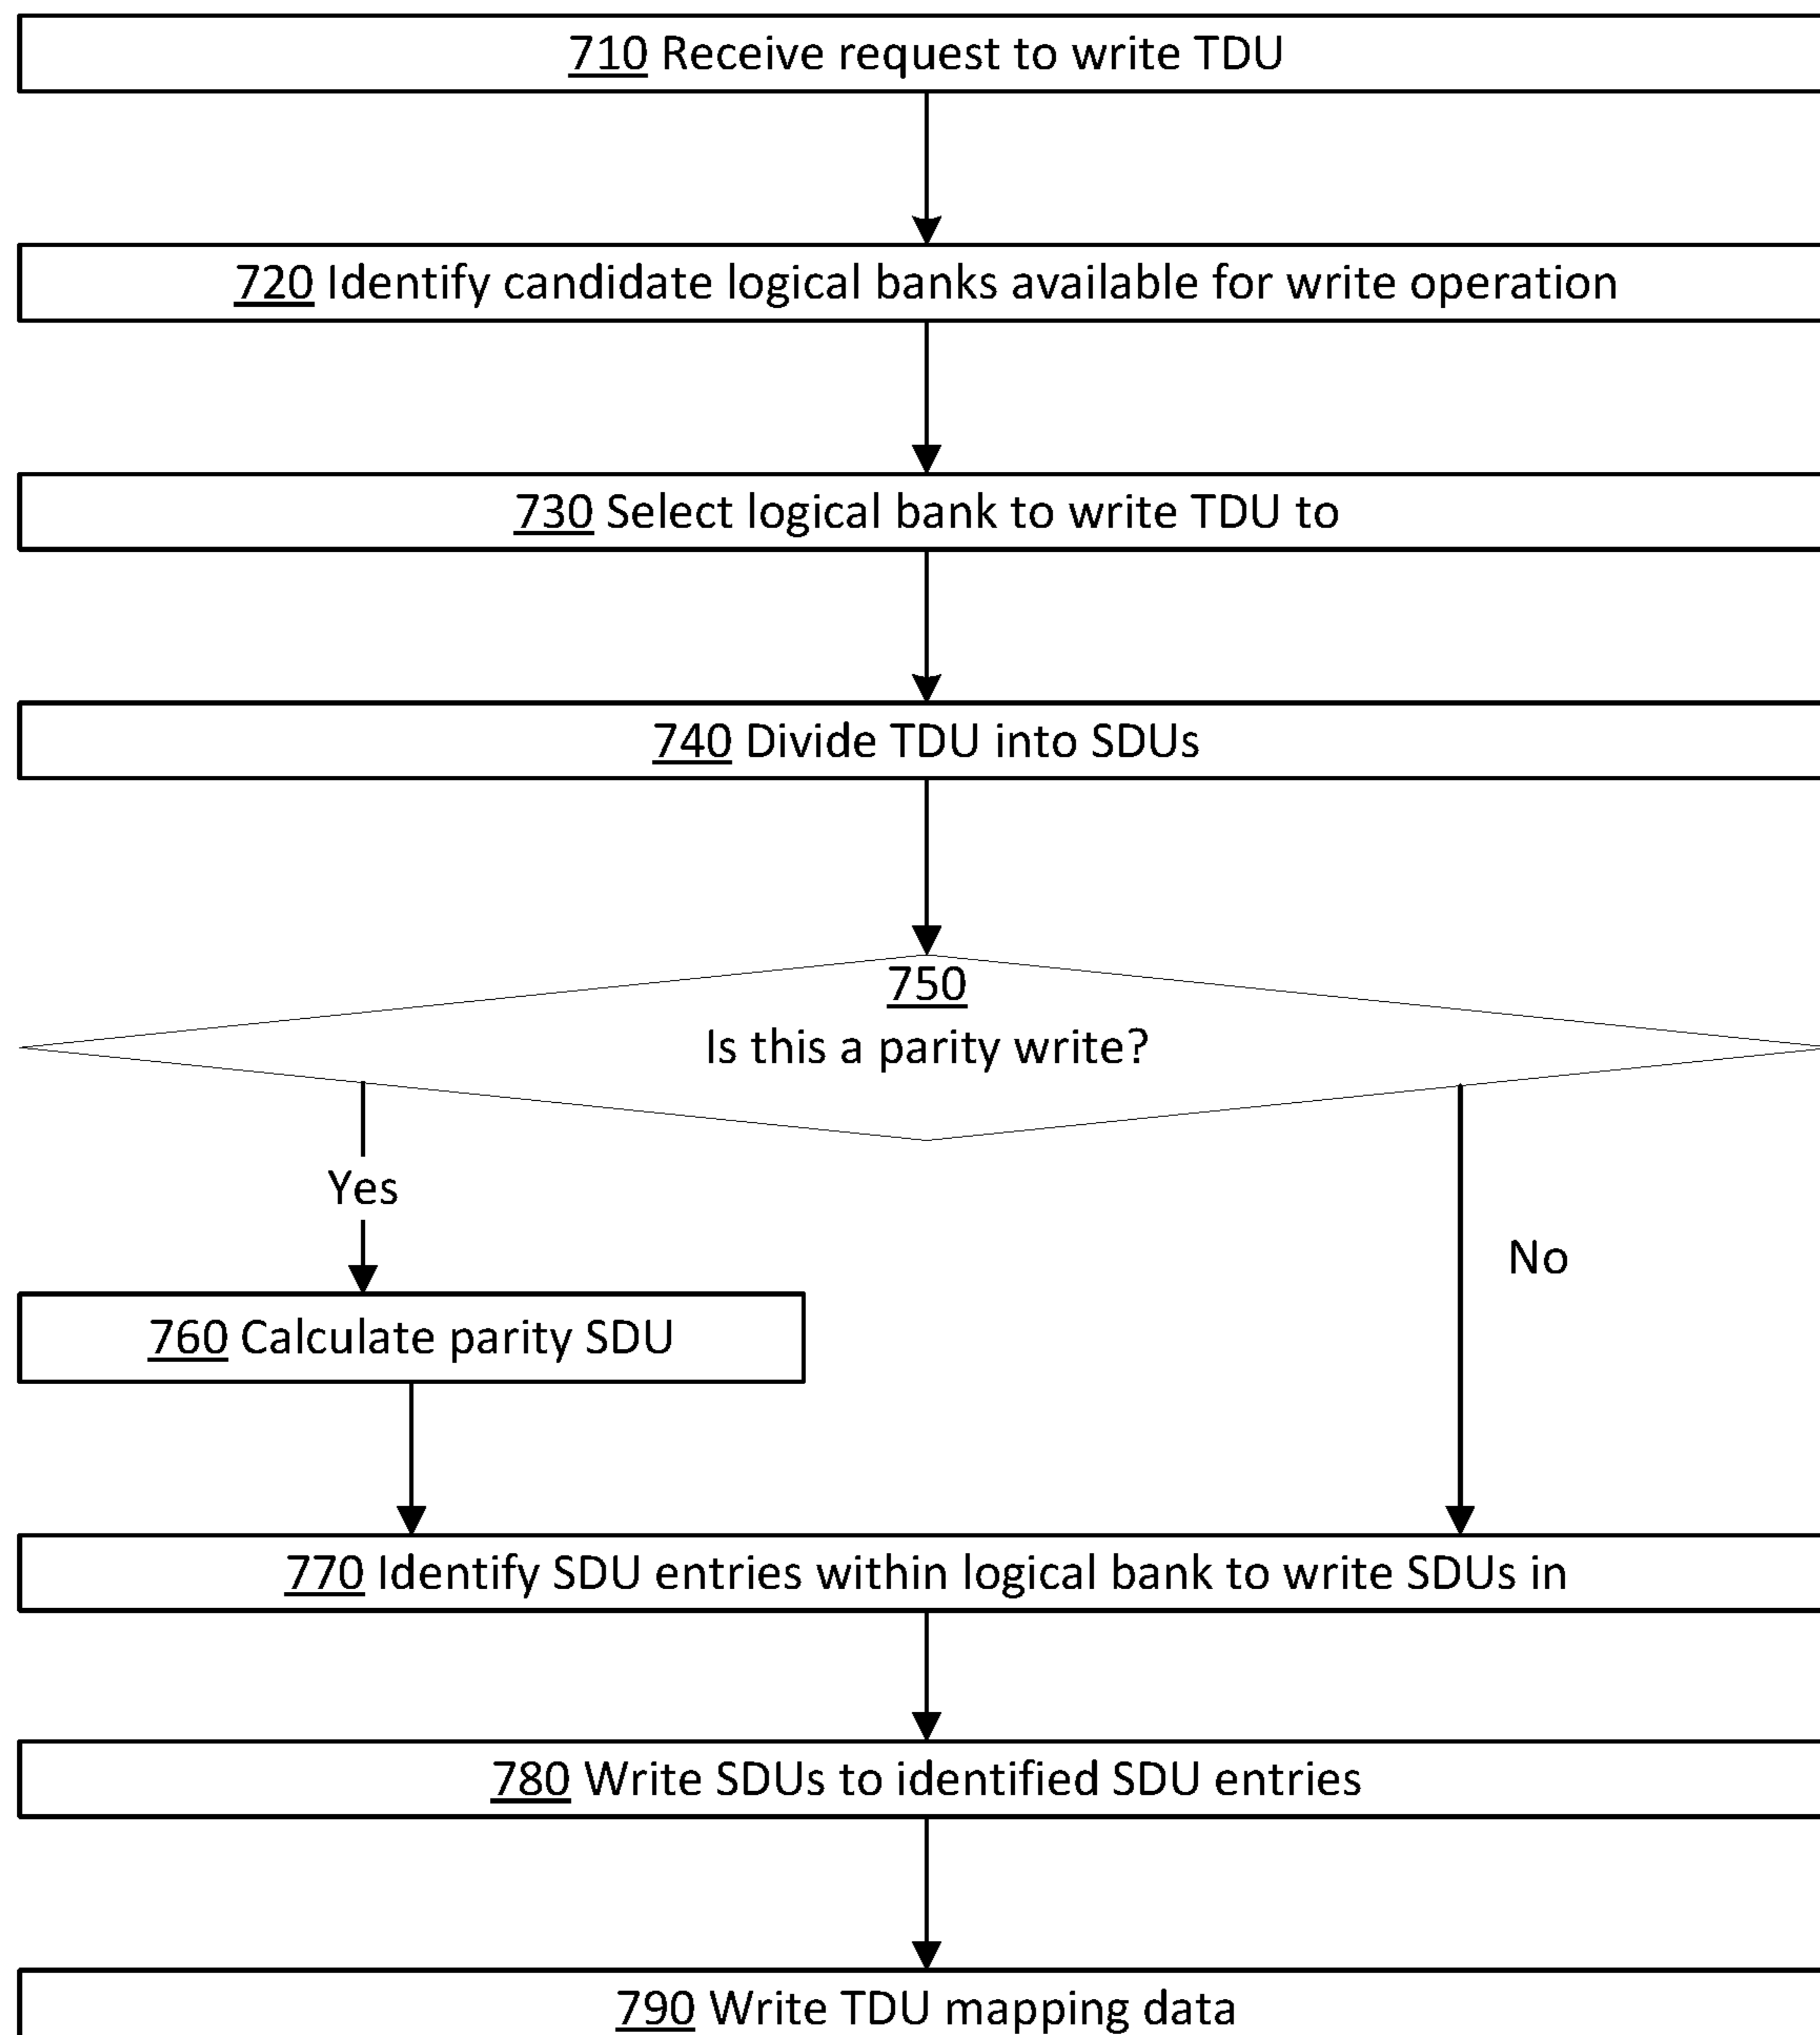 710 Receive request to write TDU
720 Identify candidate logical banks available for write operation
730 Select logical bank to write TDU to
740 Divide TDU into SDUs
750
Is this a parity write?
Yes
No
760 Calculate parity SDU
770 Identify SDU entries within logical bank to write SDUs in
780 Write SDUs to identified SDU entries
790 Write TDU mapping data